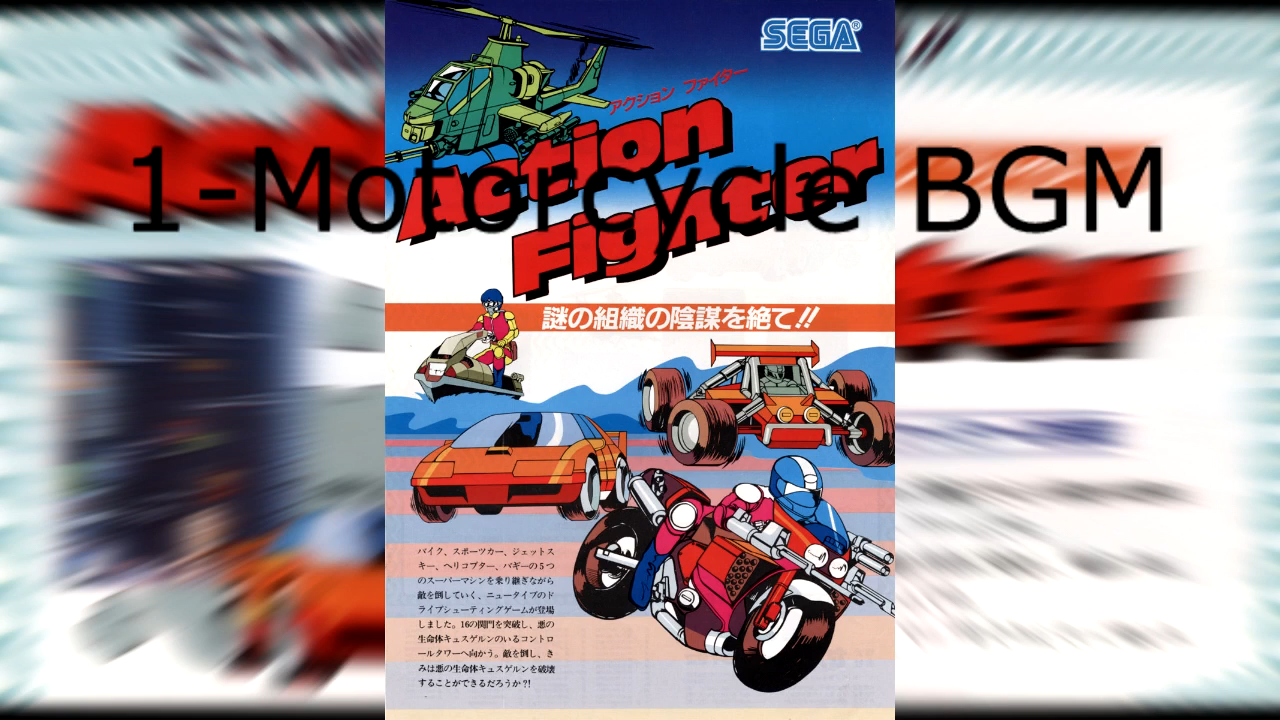 SEGA®
アクション ファイター
Action
1-Motorcycle BGM
Fighter
謎の組織の陰謀を絶て!!
バイク、スポーツカー、ジェットス
キー、ヘリコプター、バギーの5つ
のスーパーマシンを乗り継ぎながら
敵を倒していく、ニュータイプのド
ライブシューティングゲームが登場
しました。16の関門を突破し、悪の
生命体キュスゲルンのいるコントロ
ールタワーへ向かう。敵を倒し、き
みは悪の生命体キュスゲルンを破壊
することができるだろうか?!